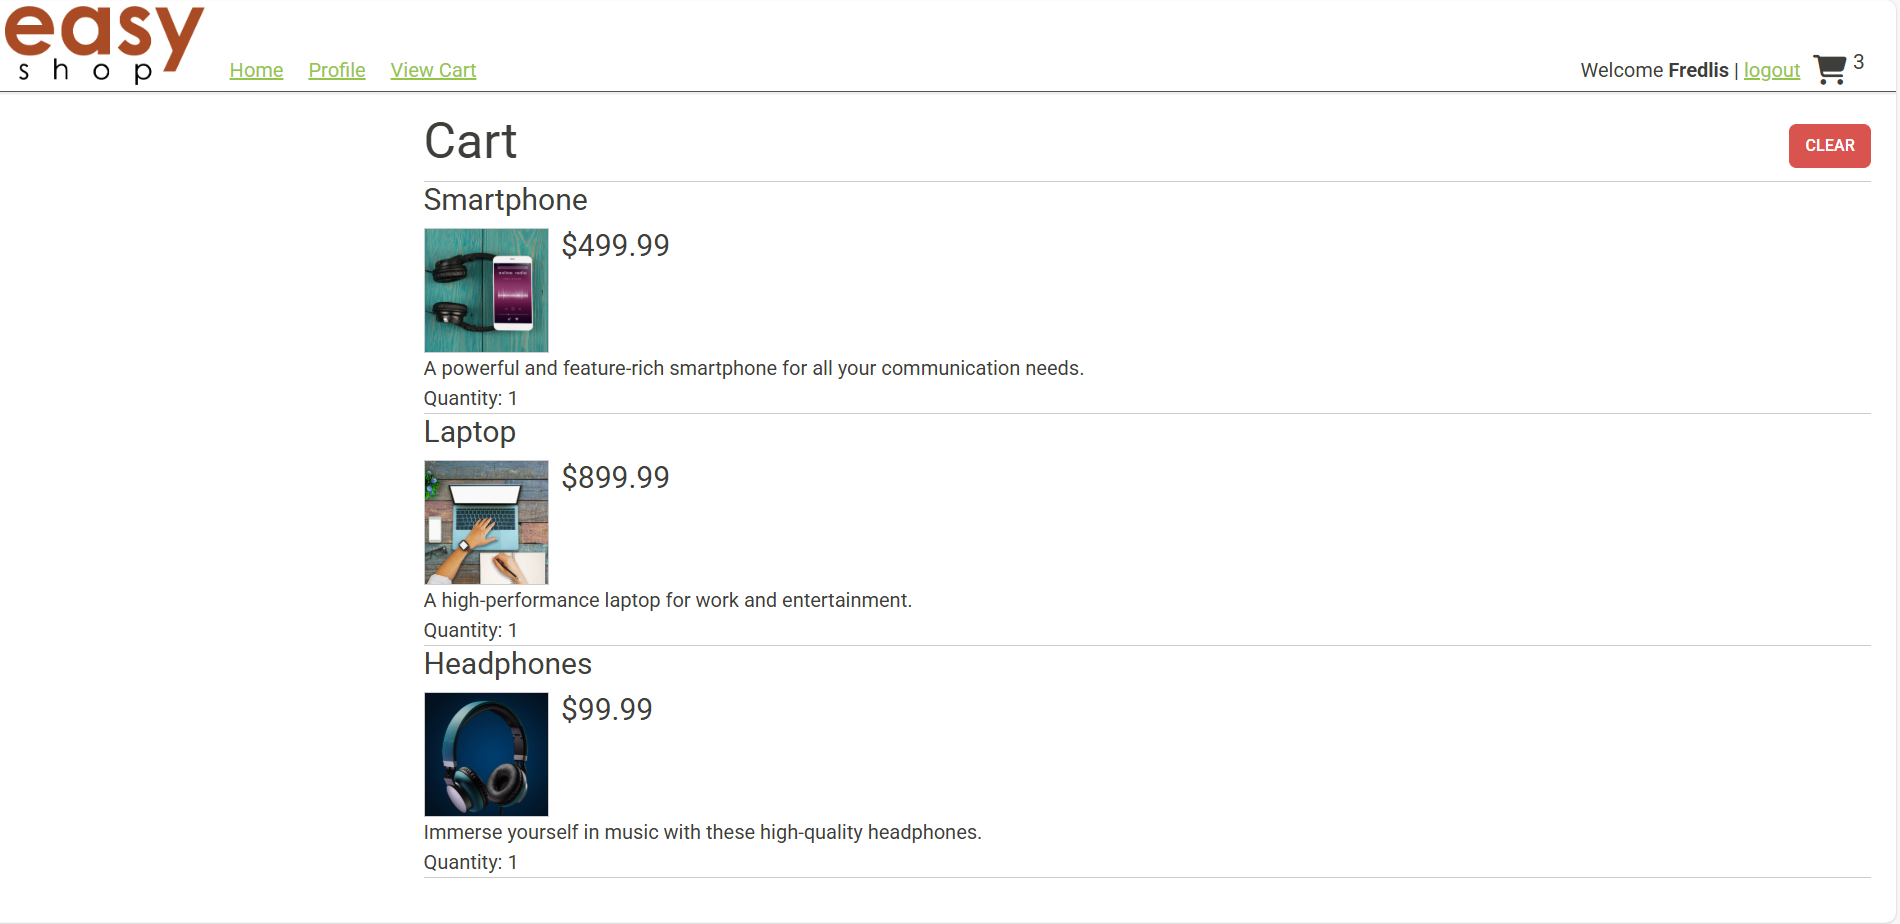 easy
shop
Home Profile View Cart
Welcome Fredlis | logout 3
Cart
CLEAR
Smartphone
$499.99
A powerful and feature-rich smartphone for all your communication needs.
Quantity: 1
Laptop
$899.99
A high-performance laptop for work and entertainment.
Quantity: 1
Headphones
$99.99
Immerse yourself in music with these high-quality headphones.
Quantity: 1